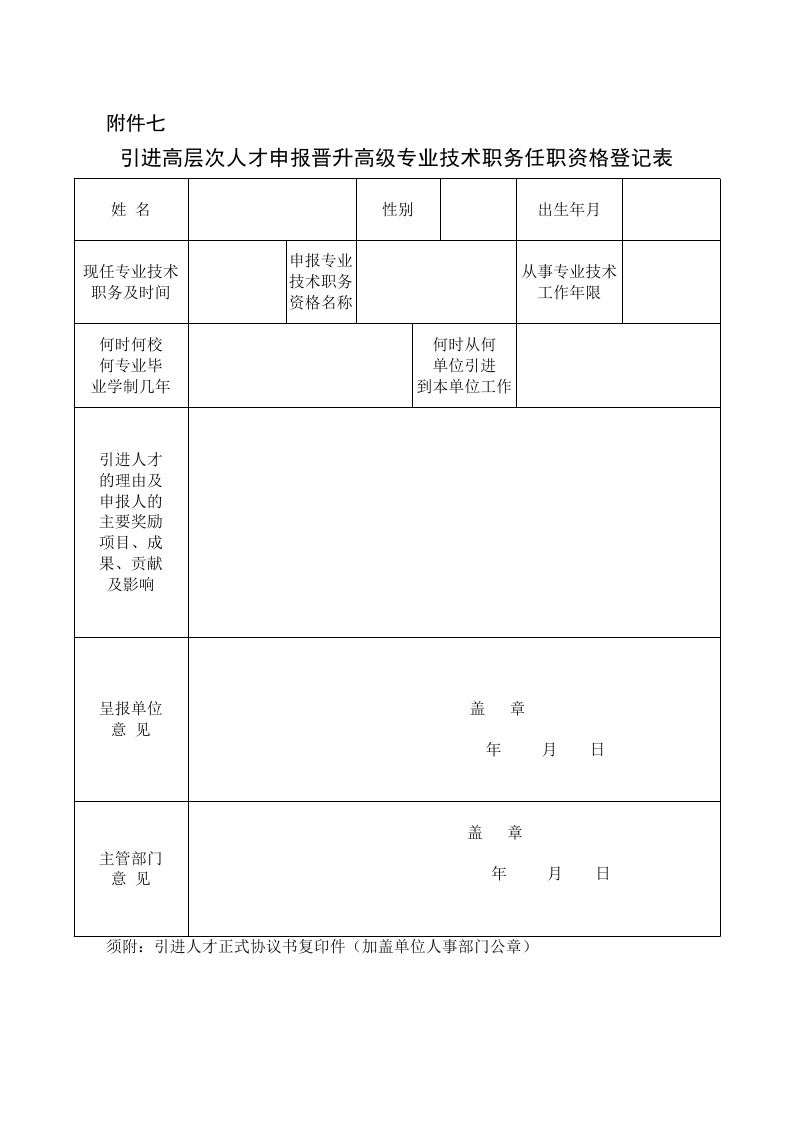 附件七
引进高层次人才申报晋升高级专业技术职务任职资格登记表
姓 名
性别
出生年月
现任专业技术
职务及时间
申报专业
技术职务
资格名称
从事专业技术
工作年限
何时何校
何专业毕
业学制几年
何时从何
单位引进
到本单位工作
引进人才
的理由及
申报人的
主要奖励
项目、成
果、贡献
及影响
呈报单位
意 见
盖 章
年 月 日
主管部门
意 见
盖 章
年 月 日
须附：引进人才正式协议书复印件（加盖单位人事部门公章）